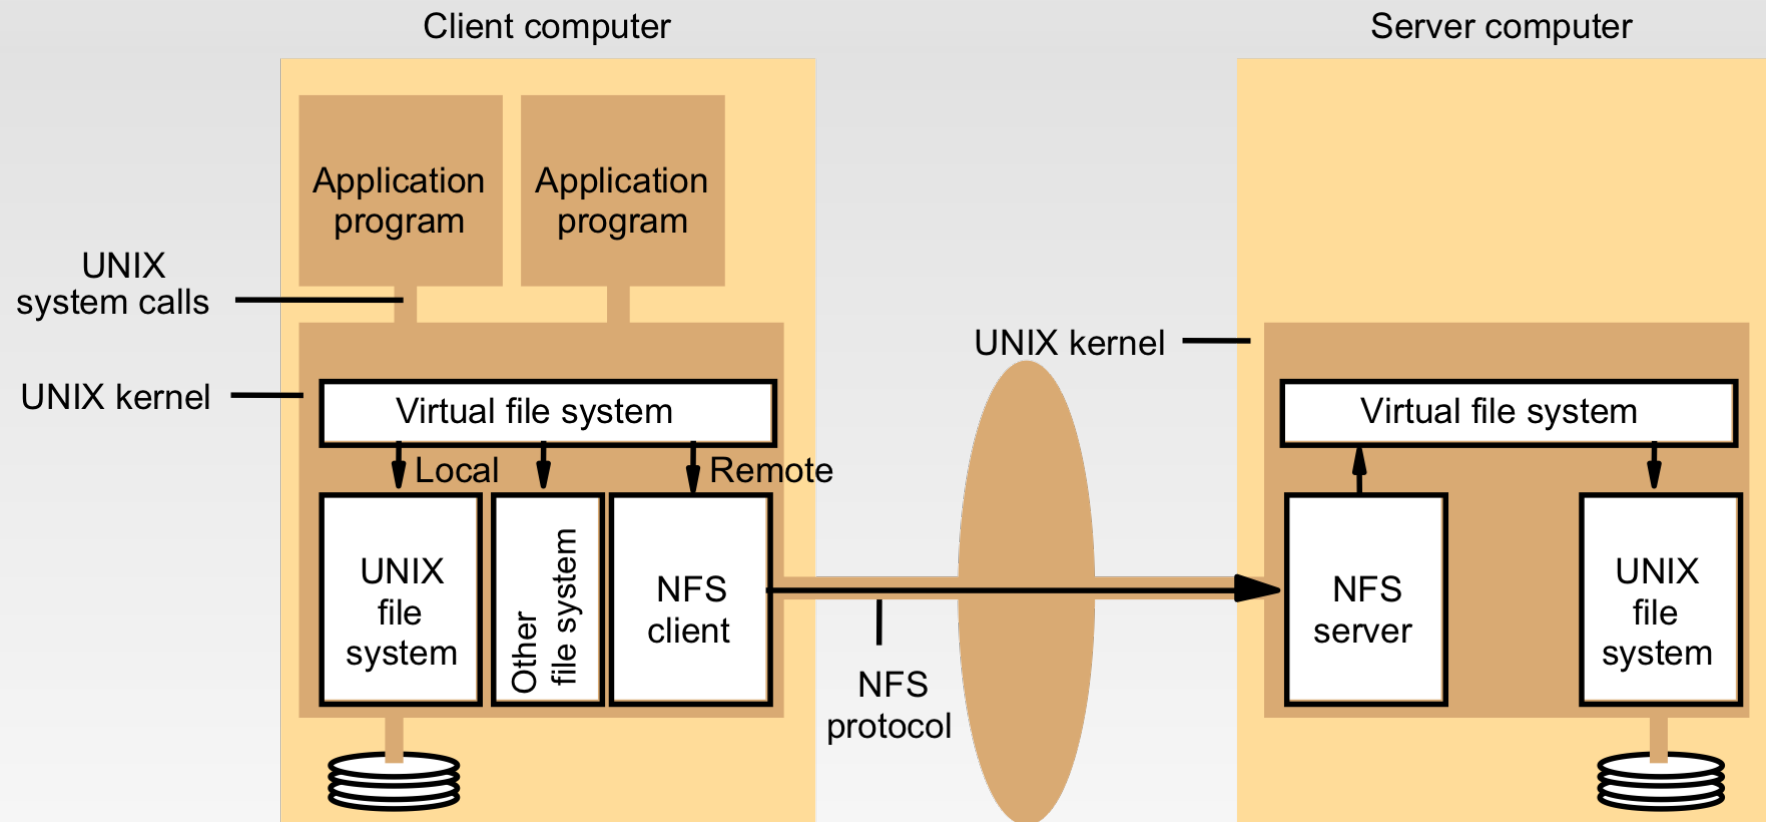 Client computer
Server computer
Application
program
Application
program
UNIX
system calls
UNIX kernel
Virtual file system
Local
Remote
UNIX
file
system
Other
file system
NFS
client
NFS
protocol
UNIX kernel
Virtual file system
NFS
server
UNIX
file
system